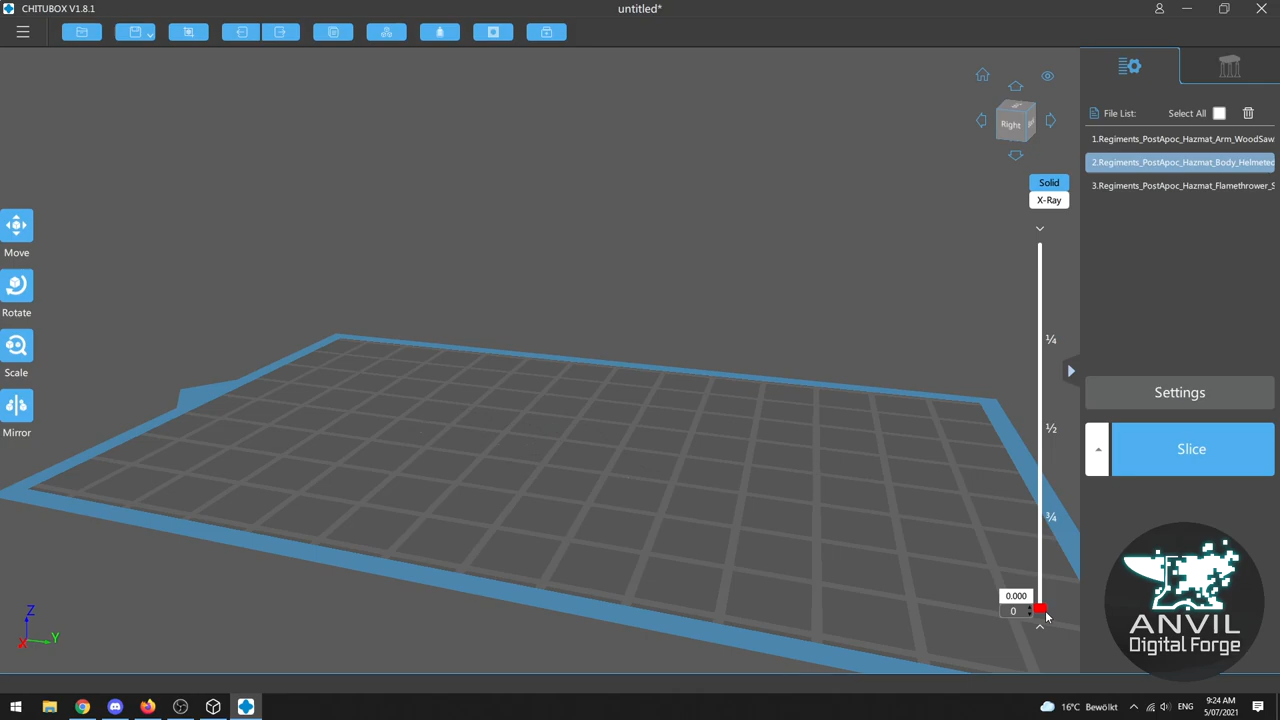 CHITUBOX V1.8.1
untitled*
File List:
Select All
1.Regiments_PostApoc_Hazmat_Arm_WoodSaw
2.Regiments_PostApoc_Hazmat_Body_Helmeted
3.Regiments_PostApoc_Hazmat_Flamethrower_S
Right
Solid
X-Ray
Move
Rotate
Scale
Mirror
¼
½
¾
0.000
0
Settings
Slice
Z
X
Y
ANVIL
Digital Forge
16°C Bewölkt
ENG
9:24 AM
5/07/2021